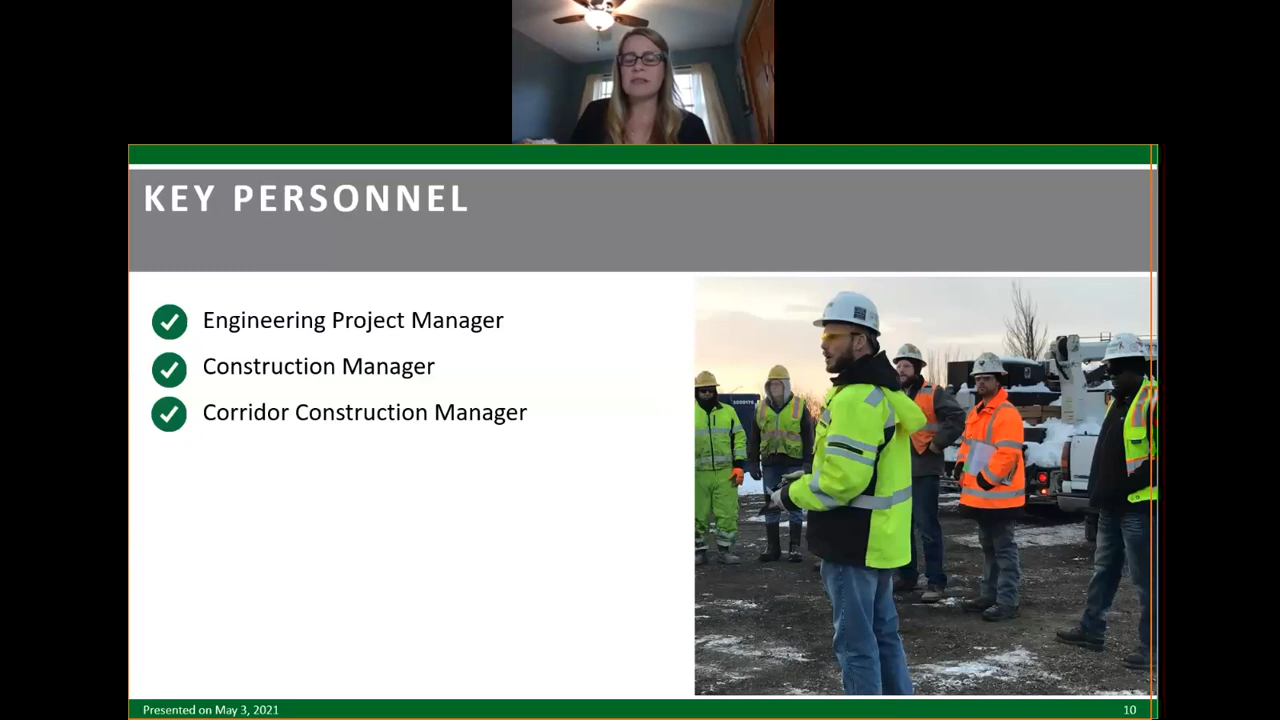 KEY PERSONNEL
Engineering Project Manager
Construction Manager
Corridor Construction Manager
Presented on May 3, 2021
10